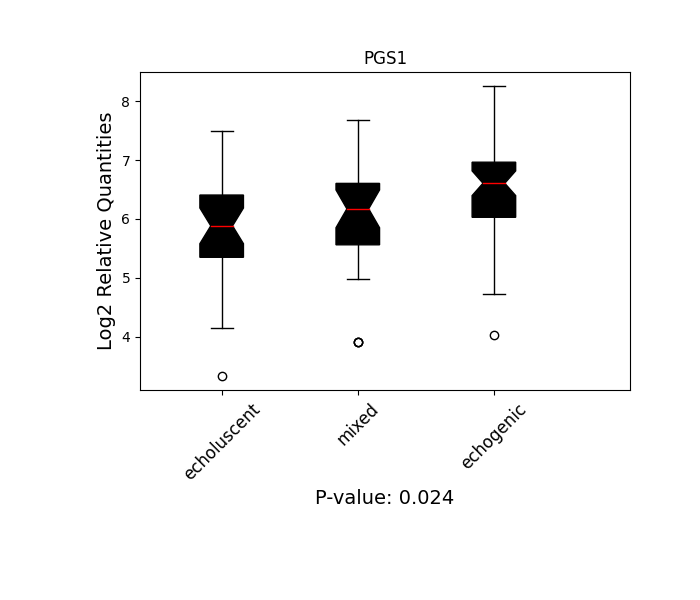 PGS1
Log2 Relative Quantities
8
7
6
5
4
echoluscent
mixed
echogenic
P-value: 0.024